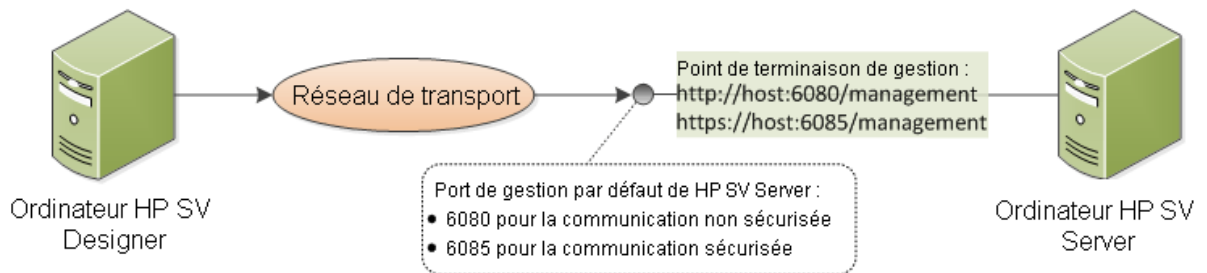 Point de terminaison de gestion :
http://host:6080/management
https://host:6085/management
Réseau de transport
Port de gestion par défaut de HP SV Server :
• 6080 pour la communication non sécurisée
• 6085 pour la communication sécurisée
Ordinateur HP SV
Designer
Ordinateur HP SV
Server